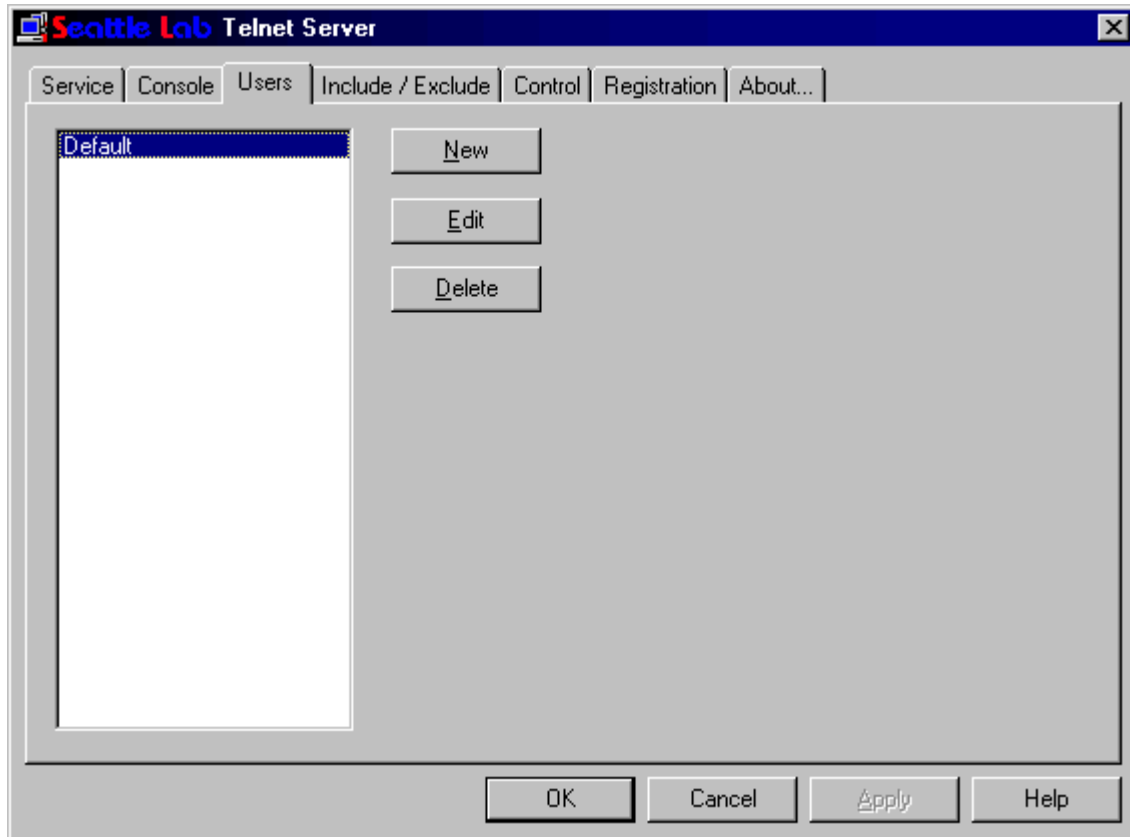 Seattle Lab Telnet Server
Service Console Users Include / Exclude Control Registration About...
Default
New
Edit
Delete
OK Cancel Apply Help